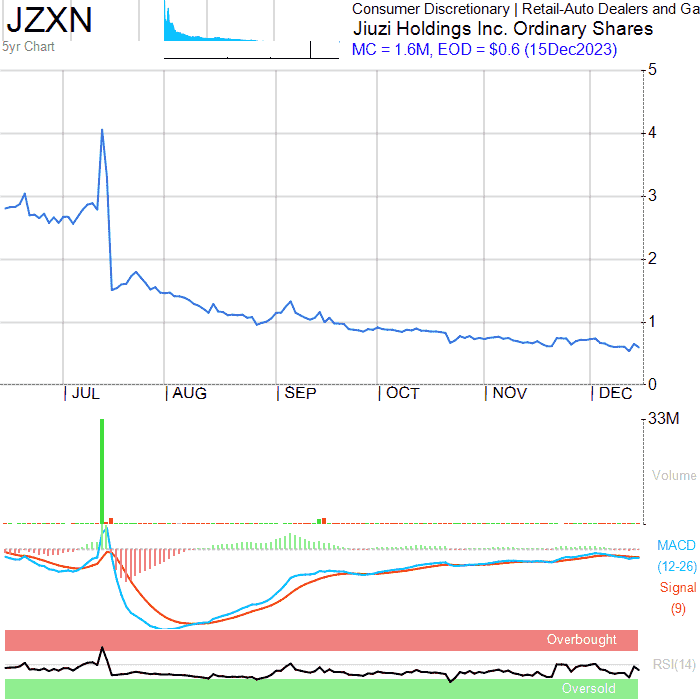 JZXN
Consumer Discretionary | Retail-Auto Dealers and Ga
Jiuzi Holdings Inc. Ordinary Shares
5yr Chart
MC = 1.6M, EOD = $0.6 (15Dec2023)
5
4
3
2
1
0
JUL
AUG
SEP
OCT
NOV
DEC
33M
Volume
MACD
(12-26)
Signal
(9)
Overbought
RSI(14)
Oversold